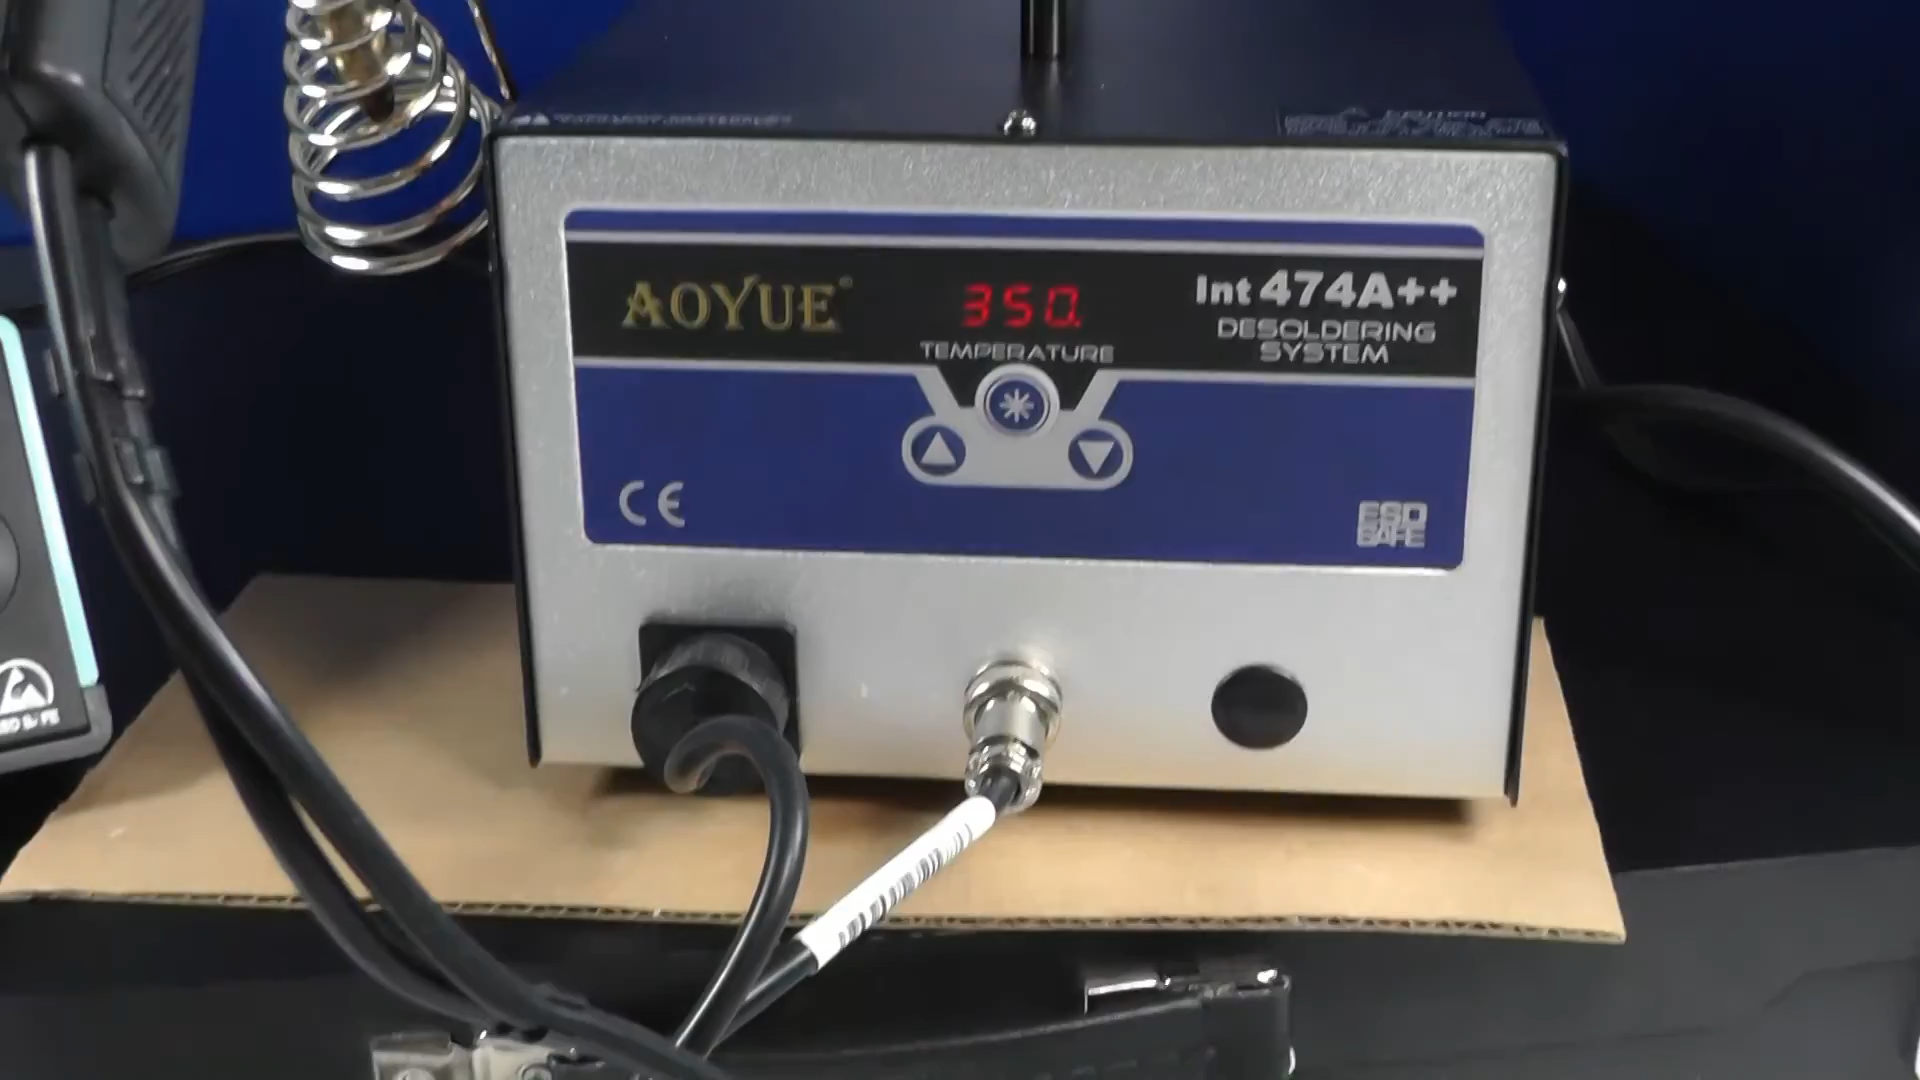 AOYUE
350.
TEMPERATURE
Int 474A++
DESOLDERING
SYSTEM
CE
ESD
SAFE